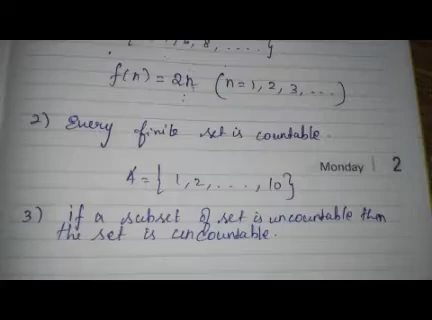 8, ....}
f(n) = 2n (n = 1, 2, 3, ...)
2) Every finite set is countable.
A = { 1, 2, ..., 10}
Monday 2
3) if a subset of set is uncountable then
the set is uncountable.